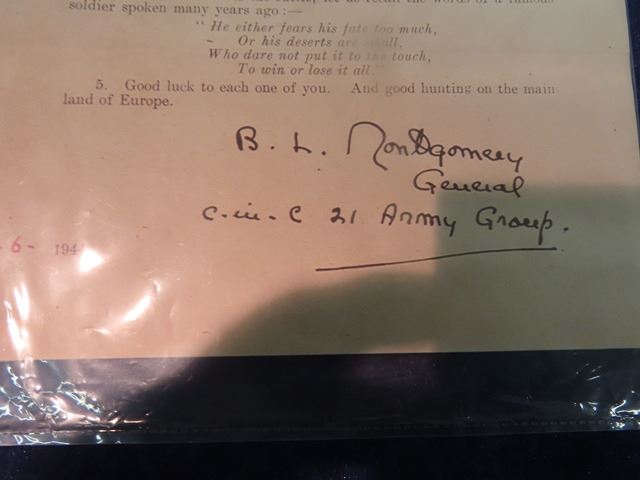 soldier spoken many years ago :—
" He either fears his fate too much,
Or his deserts are small,
Who dare not put it to the touch,
To win or lose it all."
5. Good luck to each one of you. And good hunting on the main
land of Europe.
B. L. Montgomery
General
C.-in-C 21 Army Group.
- 6 - 194